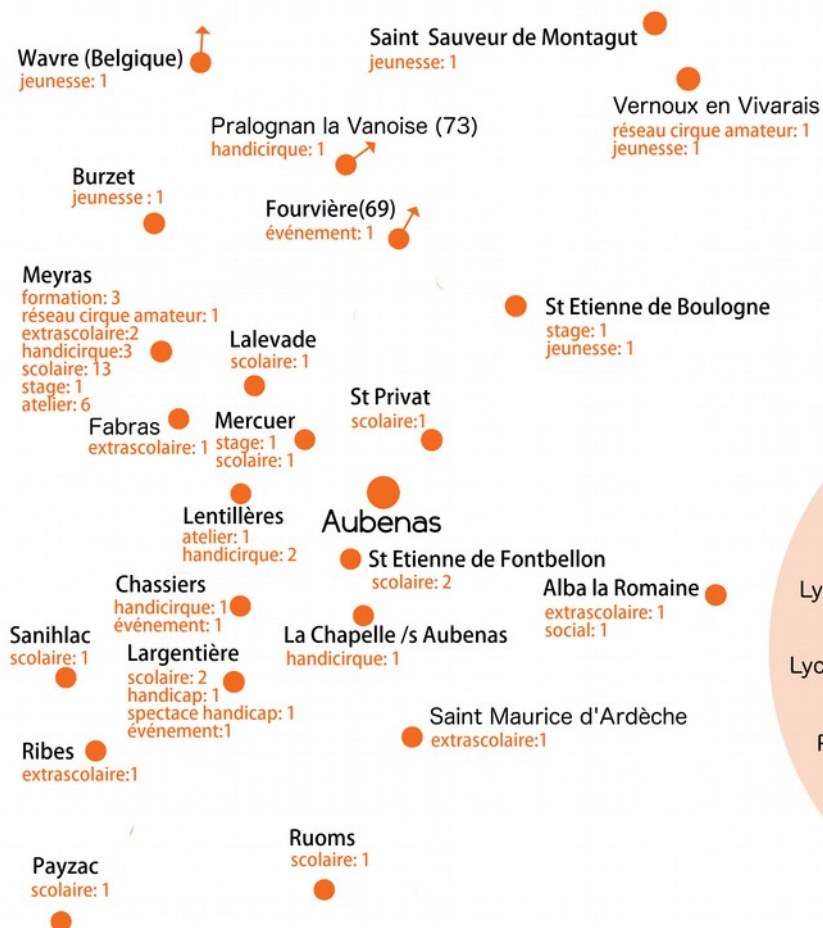 Wavre (Belgique)
jeunesse: 1
Saint Sauveur de Montagut
jeunesse: 1
Vernoux en Vivarais
réseau cirque amateur: 1
jeunesse: 1
Pralognan la Vanoise (73)
handicirque: 1
Burzet
jeunesse : 1
Fourvière(69)
événement: 1
Meyras
formation: 3
réseau cirque amateur: 1
extrascolaire:2
handicirque:3
scolaire: 13
stage: 1
atelier: 6
St Etienne de Boulogne
stage: 1
jeunesse: 1
Lalevade
scolaire: 1
St Privat
scolaire:1
Fabras
extrascolaire: 1
Mercuer
stage: 1
scolaire: 1
Lentillères
atelier: 1
handicirque: 2
Aubenas
St Etienne de Fontbellon
scolaire: 2
Chassiers
handicirque: 1
événement: 1
Alba la Romaine
extrascolaire: 1
social: 1
La Chapelle /s Aubenas
handicirque: 1
Sanihlac
scolaire: 1
Largentière
scolaire: 2
handicap: 1
spectace handicap: 1
événement:1
Saint Maurice d'Ardèche
extrascolaire:1
Ribes
extrascolaire:1
Ruoms
scolaire: 1
Payzac
scolaire: 1